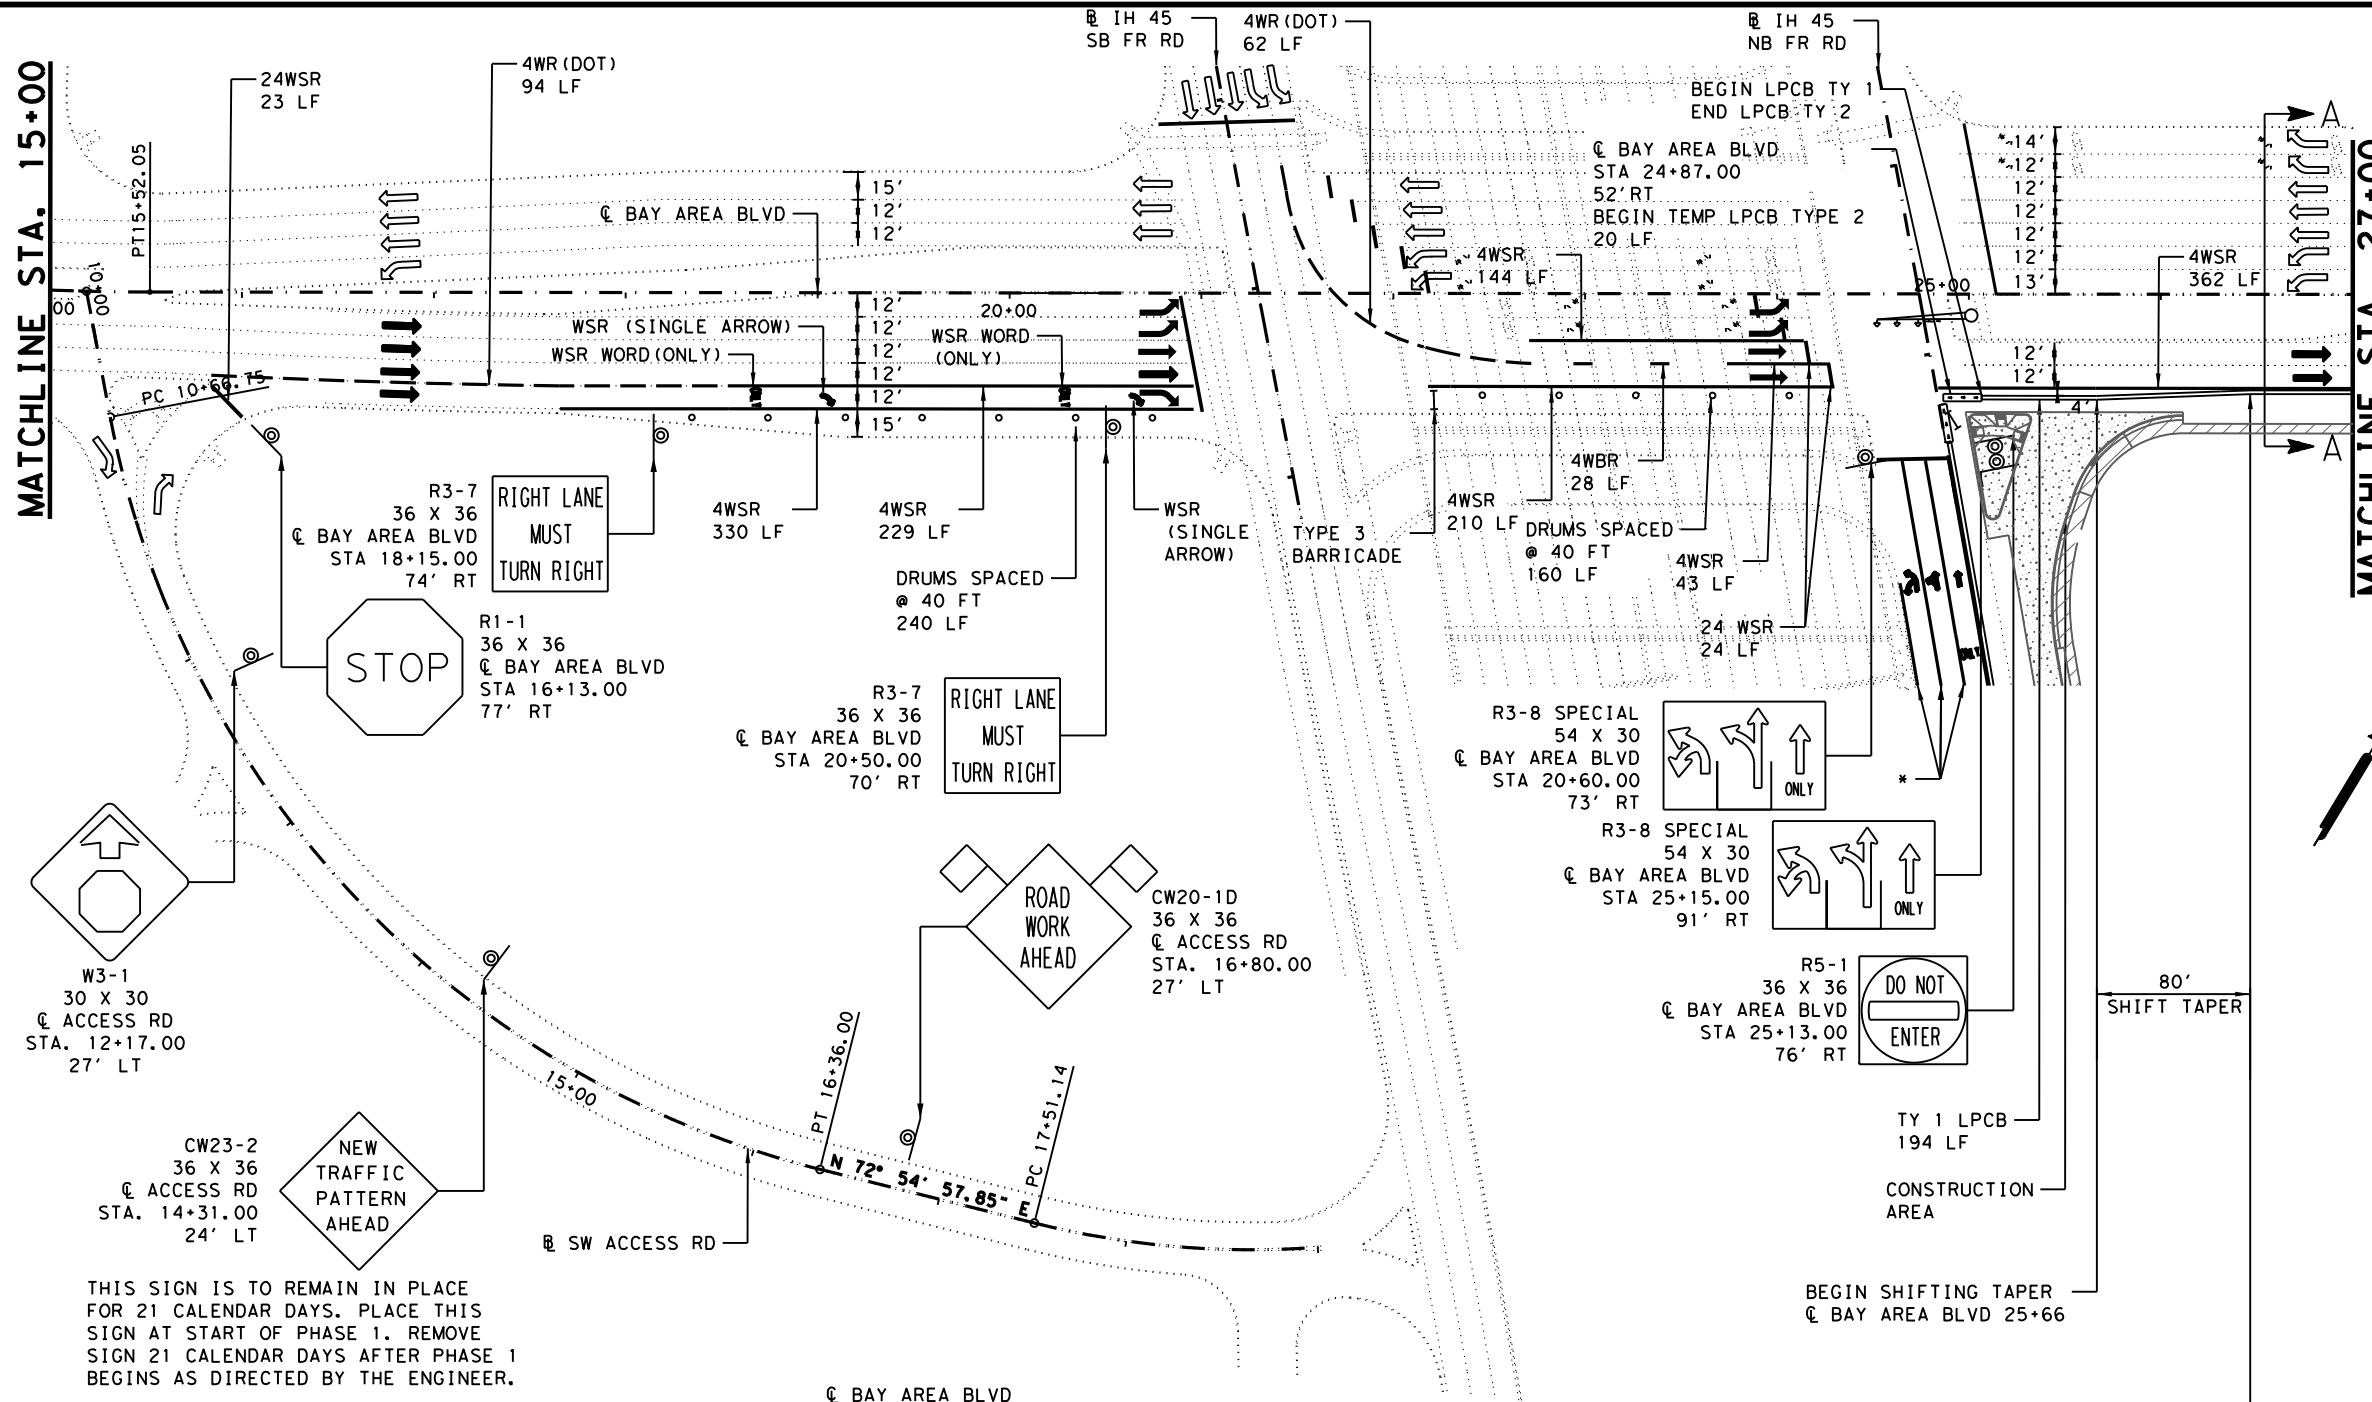 ℄ IH 45
SB FR RD
4WR(DOT)
62 LF
℄ IH 45
NB FR RD
MATCHLINE STA. 15+00
24WSR
23 LF
4WR(DOT)
94 LF
BEGIN LPCB TY 1
END LPCB TY 2
A
PT15+52.05
15'
12'
12'
℄ BAY AREA BLVD
℄ BAY AREA BLVD
STA 24+87.00
52'RT
BEGIN TEMP LPCB TYPE 2
20 LF
14'
12'
12'
12'
12'
12'
13'
MATCHLINE STA. 27+00
4WSR
144 LF
4WSR
362 LF
25+00
10+00
00
20+00
12'
12'
12'
12'
12'
15'
WSR (SINGLE ARROW)
WSR WORD(ONLY)
WSR WORD
(ONLY)
12'
12'
4'
A
PC 10+66.75
R3-7
36 X 36
℄ BAY AREA BLVD
STA 18+15.00
74' RT
RIGHT LANE
MUST
TURN RIGHT
4WSR
330 LF
4WSR
229 LF
WSR
(SINGLE
ARROW)
TYPE 3
BARRICADE
4WSR
210 LF
4WBR
28 LF
DRUMS SPACED
@ 40 FT
160 LF
4WSR
43 LF
24 WSR
24 LF
DRUMS SPACED
@ 40 FT
240 LF
STOP
R1-1
36 X 36
℄ BAY AREA BLVD
STA 16+13.00
77' RT
R3-7
36 X 36
℄ BAY AREA BLVD
STA 20+50.00
70' RT
RIGHT LANE
MUST
TURN RIGHT
R3-8 SPECIAL
54 X 30
℄ BAY AREA BLVD
STA 20+60.00
73' RT
ONLY
*
R3-8 SPECIAL
54 X 30
℄ BAY AREA BLVD
STA 25+15.00
91' RT
ONLY
W3-1
30 X 30
℄ ACCESS RD
STA. 12+17.00
27' LT
ROAD
WORK
AHEAD
CW20-1D
36 X 36
℄ ACCESS RD
STA. 16+80.00
27' LT
R5-1
36 X 36
℄ BAY AREA BLVD
STA 25+13.00
76' RT
DO NOT
ENTER
80'
SHIFT TAPER
15+00
PT 16+36.00
PC 17+51.14
N 72° 54' 57.85" E
CW23-2
36 X 36
℄ ACCESS RD
STA. 14+31.00
24' LT
NEW
TRAFFIC
PATTERN
AHEAD
℄ SW ACCESS RD
TY 1 LPCB
194 LF
CONSTRUCTION
AREA
THIS SIGN IS TO REMAIN IN PLACE
FOR 21 CALENDAR DAYS. PLACE THIS
SIGN AT START OF PHASE 1. REMOVE
SIGN 21 CALENDAR DAYS AFTER PHASE 1
BEGINS AS DIRECTED BY THE ENGINEER.
BEGIN SHIFTING TAPER
℄ BAY AREA BLVD 25+66
℄ BAY AREA BLVD